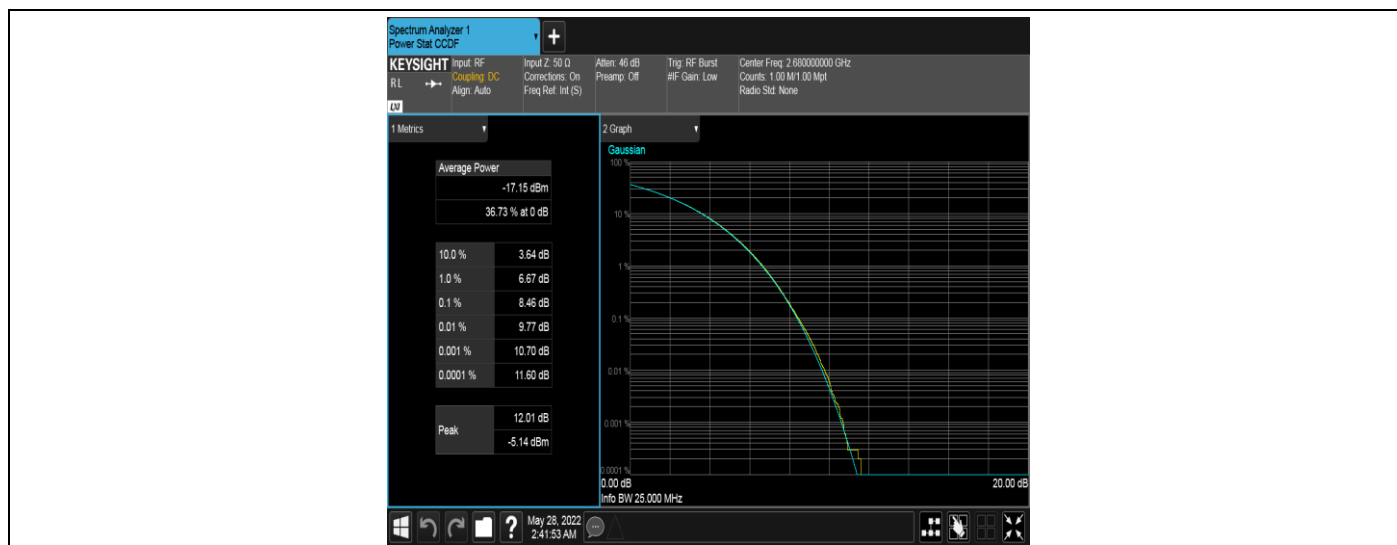 Spectrum Analyzer 1
Power Stat CCDF
KEYSIGHT
RL
LXI
Input: RF
Coupling: DC
Align: Auto
Input Z: 50 Ω
Corrections: On
Freq Ref: Int (S)
Atten: 46 dB
Preamp: Off
Trig: RF Burst
#IF Gain: Low
Center Freq: 2.680000000 GHz
Counts: 1.00 M/1.00 Mpt
Radio Std: None
1 Metrics
Average Power
-17.15 dBm
36.73 % at 0 dB
10.0 % 3.64 dB
1.0 % 6.67 dB
0.1 % 8.46 dB
0.01 % 9.77 dB
0.001 % 10.70 dB
0.0001 % 11.60 dB
Peak
12.01 dB
-5.14 dBm
2 Graph
Gaussian
100 %
10 %
1 %
0.1 %
0.01 %
0.001 %
0.0001 %
0.00 dB 20.00 dB
Info BW 25.000 MHz
?
May 28, 2022
2:41:53 AM